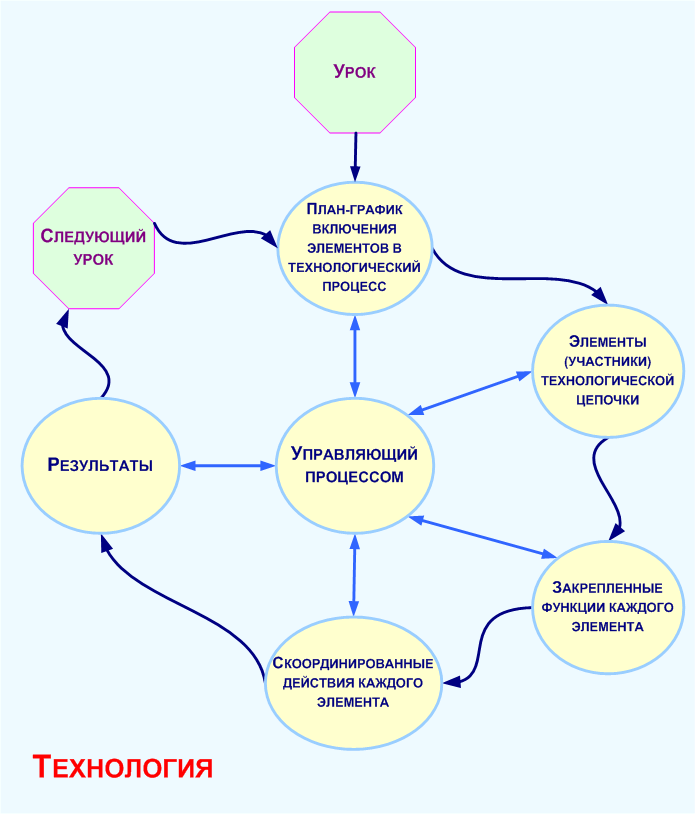 Урок
План-график
включения
элементов в
технологический
процесс
Следующий
урок
Элементы
(участники)
технологической
цепочки
Управляющий
процессом
Результаты
Закрепленные
функции каждого
элемента
Скоординированные
действия каждого
элемента
Технология